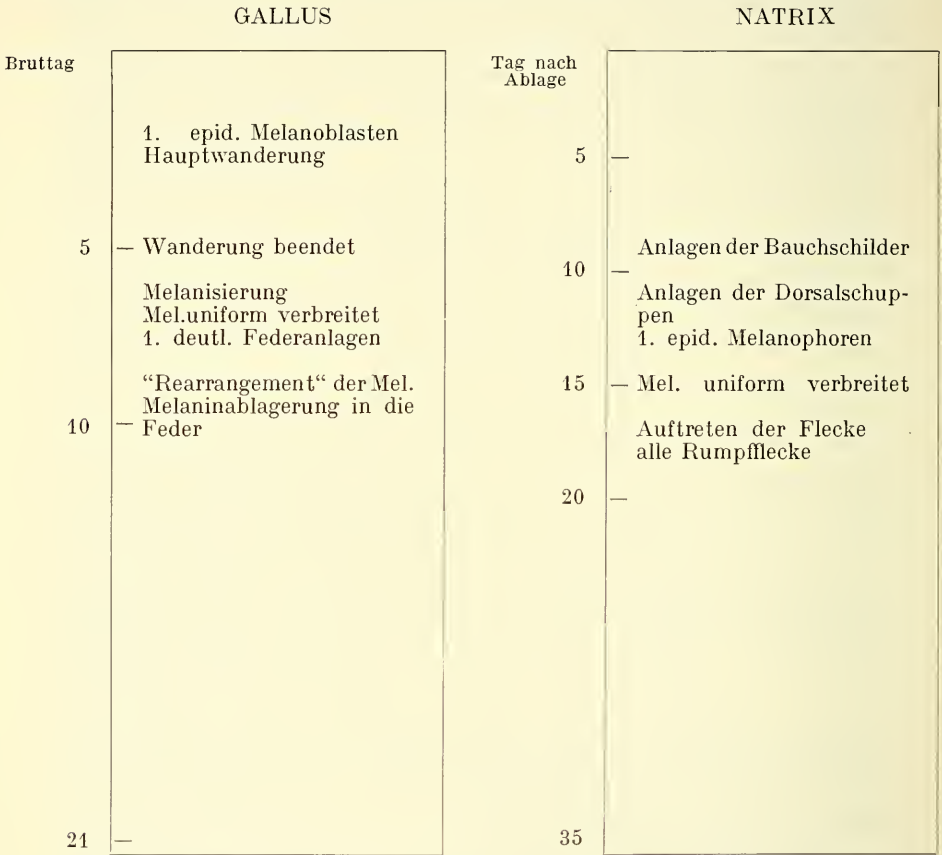 GALLUS
Bruttag
1. epid. Melanoblasten
Hauptwanderung
5 — Wanderung beendet
Melanisierung
Mel.uniform verbreitet
1. deutl. Federanlagen
“Rearrangement“ der Mel.
Melaninablagerung in die
10 — Feder
21 —
NATRIX
Tag nach
Ablage
5 —
Anlagen der Bauchschilder
10 —
Anlagen der Dorsalschup-
pen
1. epid. Melanophoren
15 — Mel. uniform verbreitet
Auftreten der Flecke
alle Rumpfflecke
20 —
35